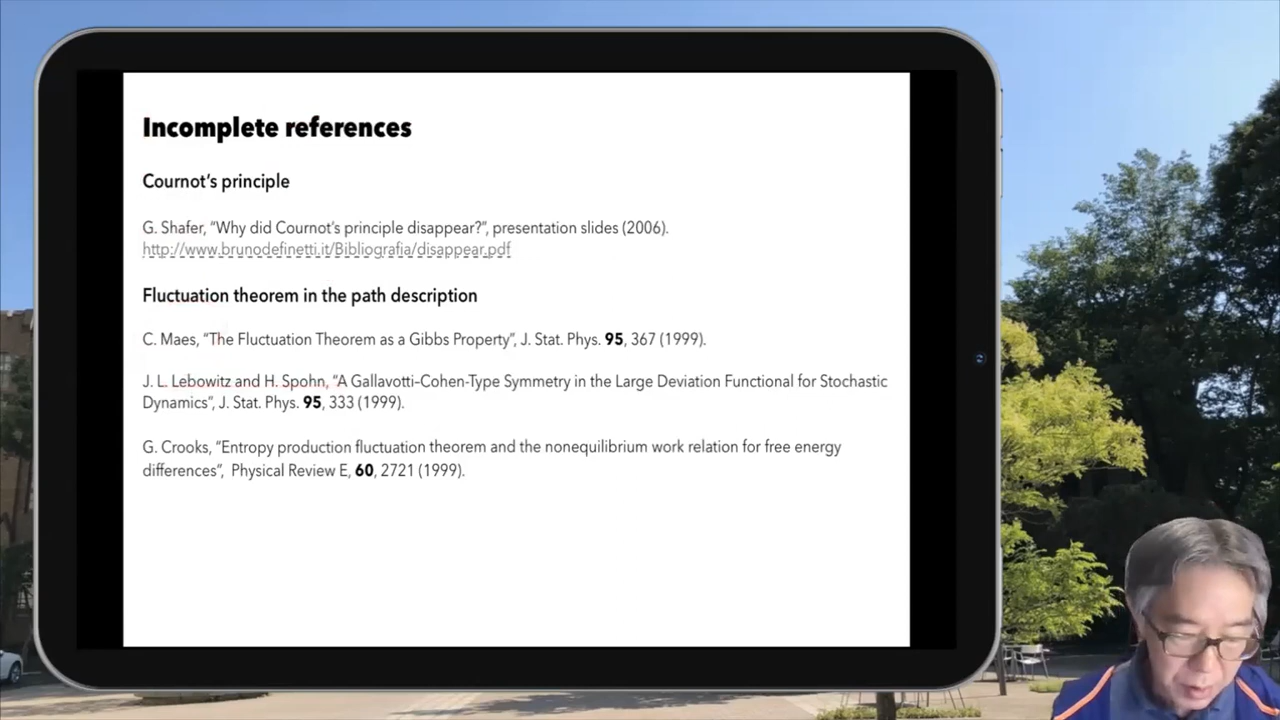 Incomplete references
Cournot's principle
G. Shafer, "Why did Cournot's principle disappear?", presentation slides (2006).
http://www.brunodefinetti.it/Bibliografia/disappear.pdf
Fluctuation theorem in the path description
C. Maes, "The Fluctuation Theorem as a Gibbs Property", J. Stat. Phys. 95, 367 (1999).
J. L. Lebowitz and H. Spohn, "A Gallavotti–Cohen-Type Symmetry in the Large Deviation Functional for Stochastic
Dynamics", J. Stat. Phys. 95, 333 (1999).
G. Crooks, "Entropy production fluctuation theorem and the nonequilibrium work relation for free energy
differences", Physical Review E, 60, 2721 (1999).